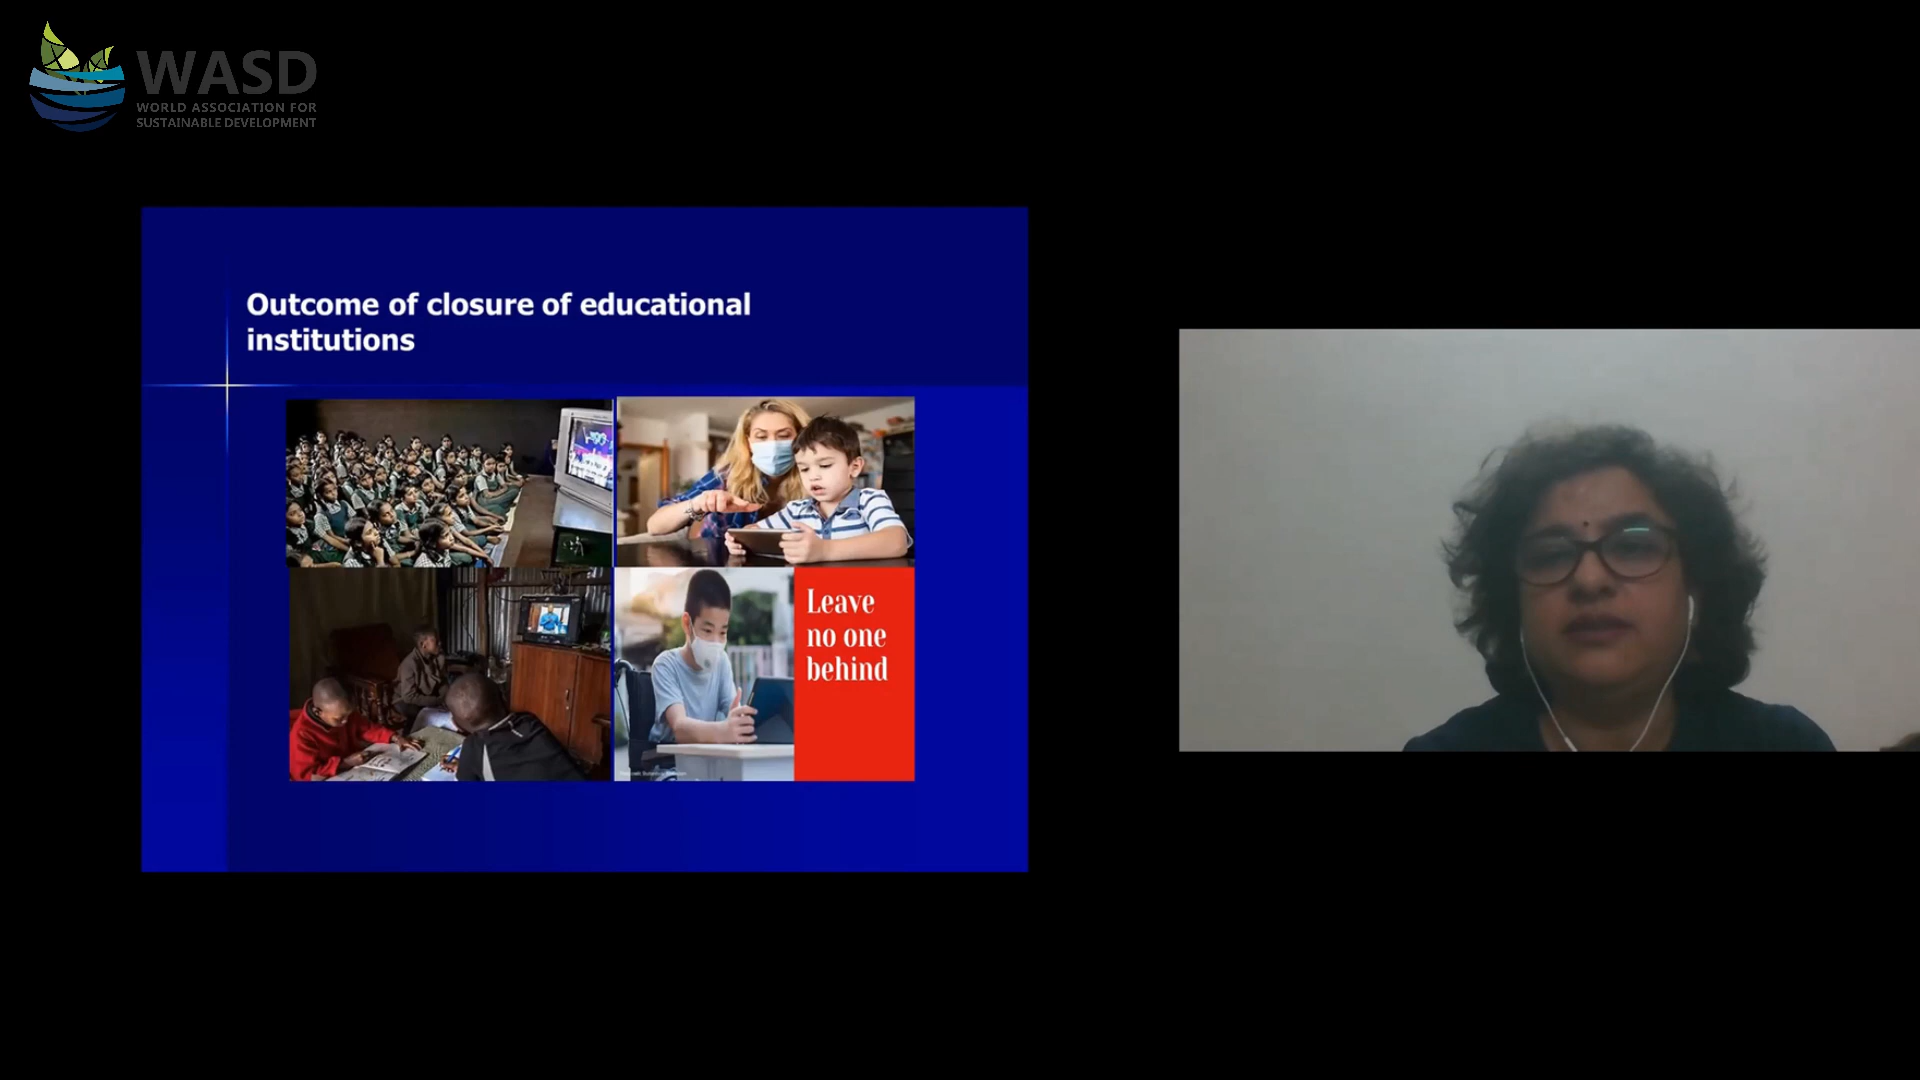 WASD
WORLD ASSOCIATION FOR
SUSTAINABLE DEVELOPMENT
Outcome of closure of educational
institutions
Leave
no one
behind